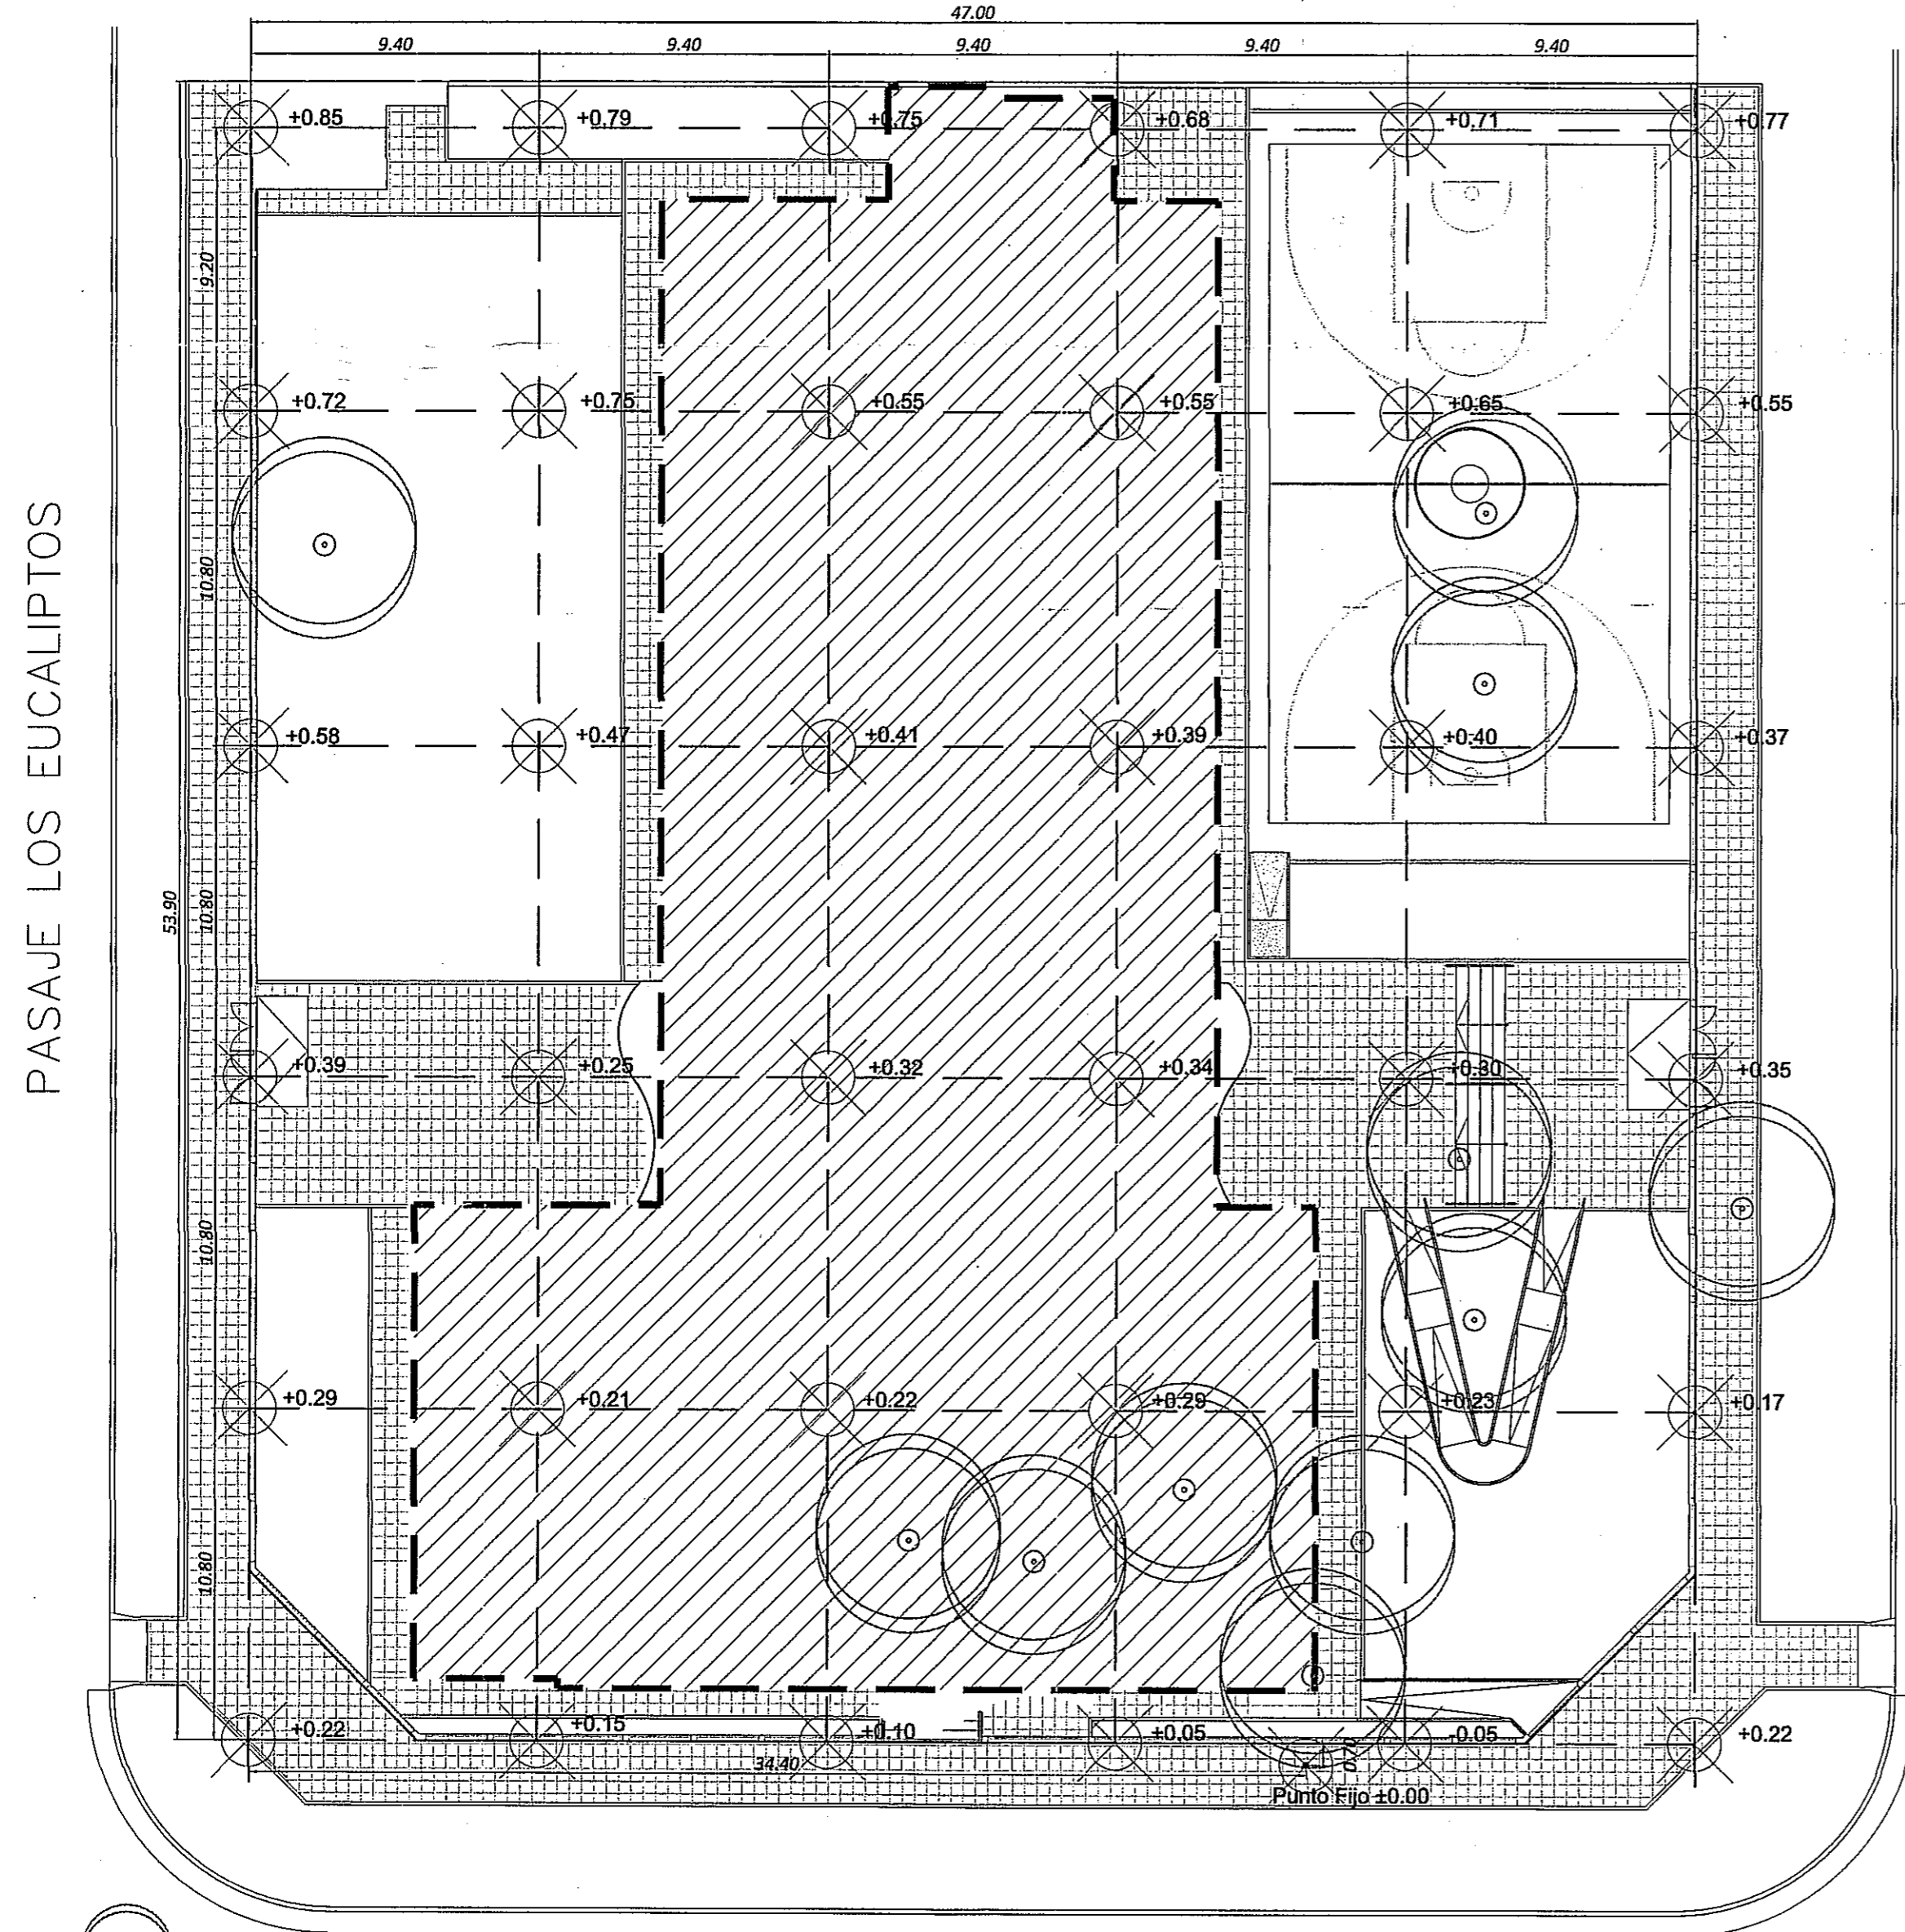 47.00
9.40 9.40 9.40 9.40 9.40
+0.85 +0.79 +0.75 +0.68 +0.71 +0.77
9.20
+0.72 +0.75 +0.55 +0.55 +0.65 +0.55
10.80
PASAJE LOS EUCALIPTOS
+0.58 +0.47 +0.41 +0.39 +0.40 +0.37
53.90
10.80
+0.39 +0.25 +0.32 +0.34 +0.30 +0.35
P
10.80
+0.29 +0.21 +0.22 +0.29 +0.23 +0.17
10.80
+0.22 +0.15 +0.10 +0.05 -0.05 +0.22
34.40
0.70
Punto Fijo ±0.00